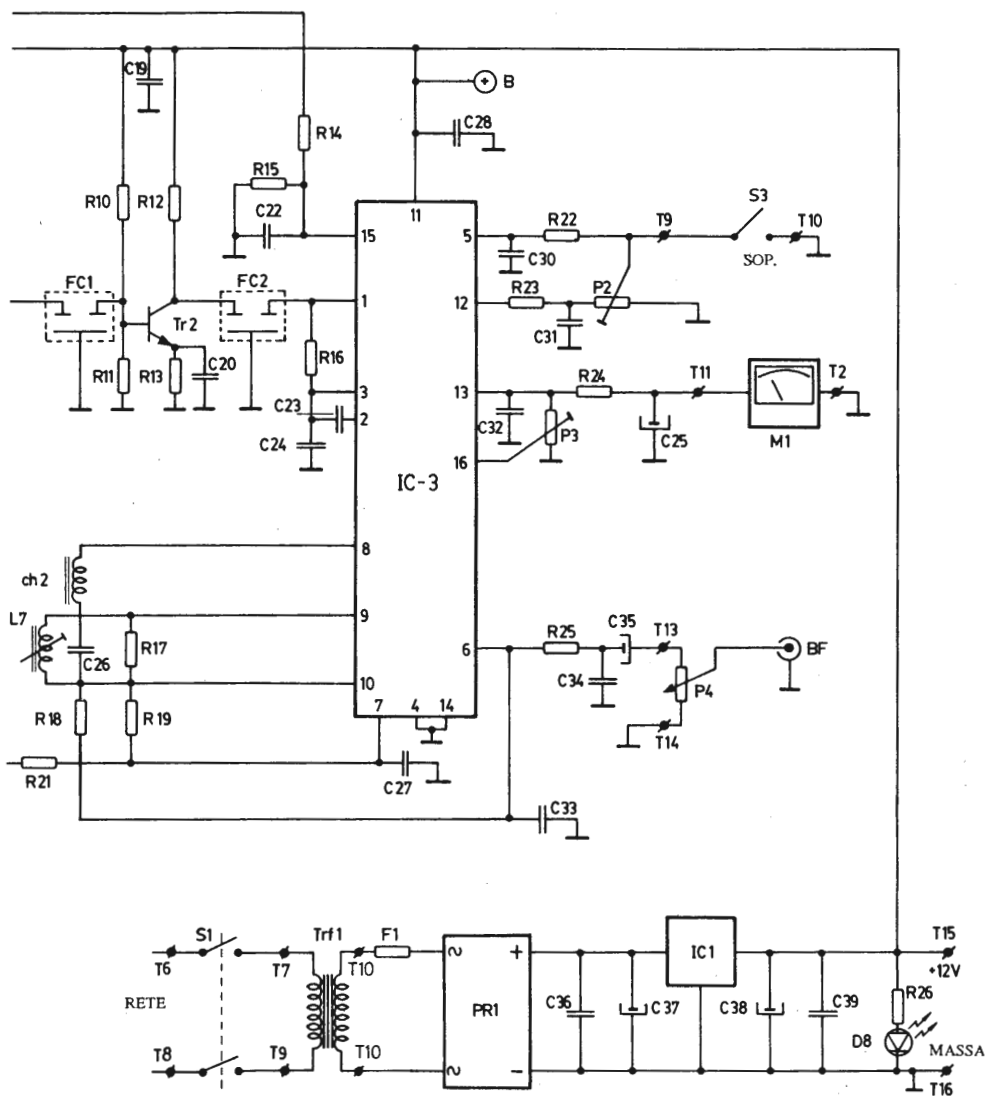 C19
B
C28
R14
R15
R10
R12
C22
S3
11
R22
T9
T10
15
5
C30
SOP.
FC1
FC2
R23
P2
1
12
Tr2
C31
R16
R11
R13
C20
R24
T11
T2
3
13
C23
2
C32
P3
C25
M1
C24
16
IC-3
8
ch2
L7
9
C35
T13
R17
R25
BF
C26
6
C34
P4
10
7
4
14
R18
R19
T14
R21
C27
C33
S1
Trf1
F1
T15
T6
T7
T10
2
+
IC1
+12V
RETE
C36
C37
C38
C39
R26
PR1
D8
T8
T9
T10
MASSA
2
-
T16